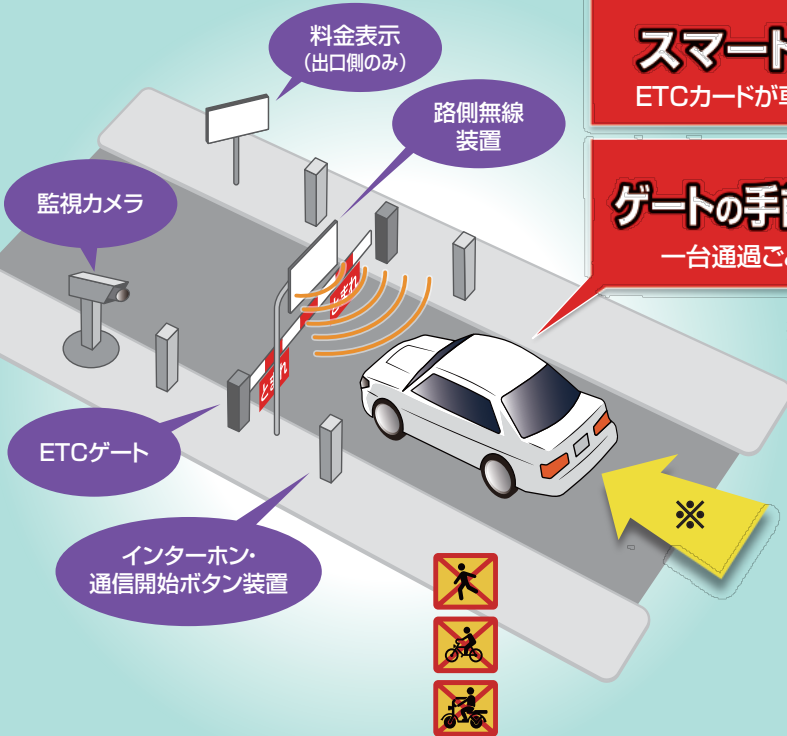 料金表示
(出口側のみ)
路側無線
装置
監視カメラ
スマート
ETCカードが
ゲートの手前
一台通過ご
とまれ
とまれ
ETCゲート
インターホン・
通信開始ボタン装置
※